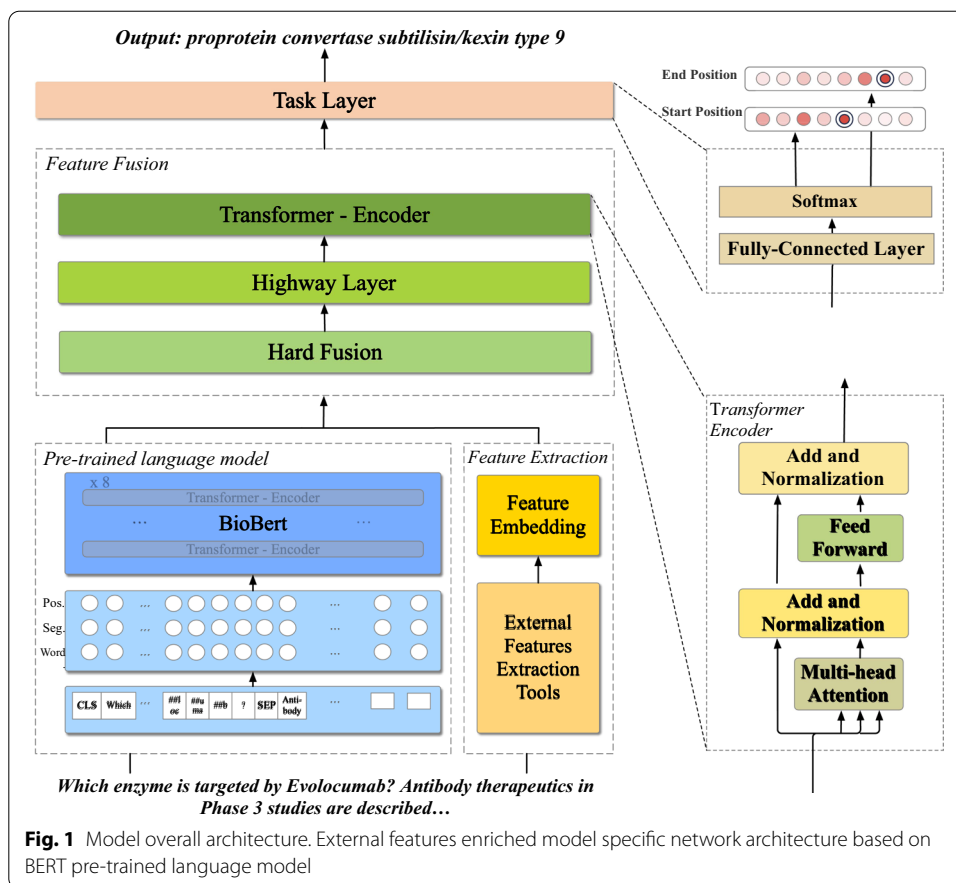 Output: proprotein convertase subtilisin/kexin type 9
Task Layer
Feature Fusion
Transformer - Encoder
Highway Layer
Hard Fusion
Pre-trained language model
x 8
Transformer - Encoder
... BioBert ...
Transformer - Encoder
Pos. ... ...
Seg. ... ...
Word ... ...
.
CLS Which ... ##l oc ##u ma ##b ? SEP Anti- body ...
Feature Extraction
Feature
Embedding
External
Features
Extraction
Tools
Which enzyme is targeted by Evolocumab? Antibody therapeutics in
Phase 3 studies are described...
End Position
Start Position
Softmax
Fully-Connected Layer
Transformer
Encoder
Add and
Normalization
Feed
Forward
Add and
Normalization
Multi-head
Attention
Fig. 1 Model overall architecture. External features enriched model specific network architecture based on
BERT pre-trained language model